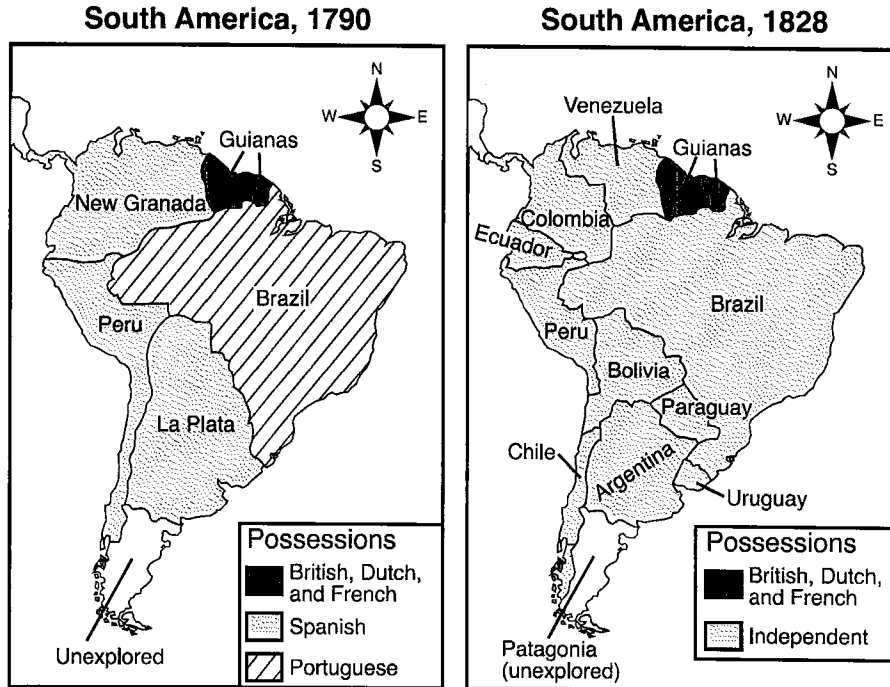 South America, 1790
N
W
E
S
Guianas
New Granada
Brazil
Peru
La Plata
Unexplored
Possessions
British, Dutch,
and French
Spanish
Portuguese
South America, 1828
N
W
E
S
Venezuela
Guianas
Colombia
Ecuador
Brazil
Peru
Bolivia
Paraguay
Chile
Argentina
Uruguay
Patagonia
(unexplored)
Possessions
British, Dutch,
and French
Independent